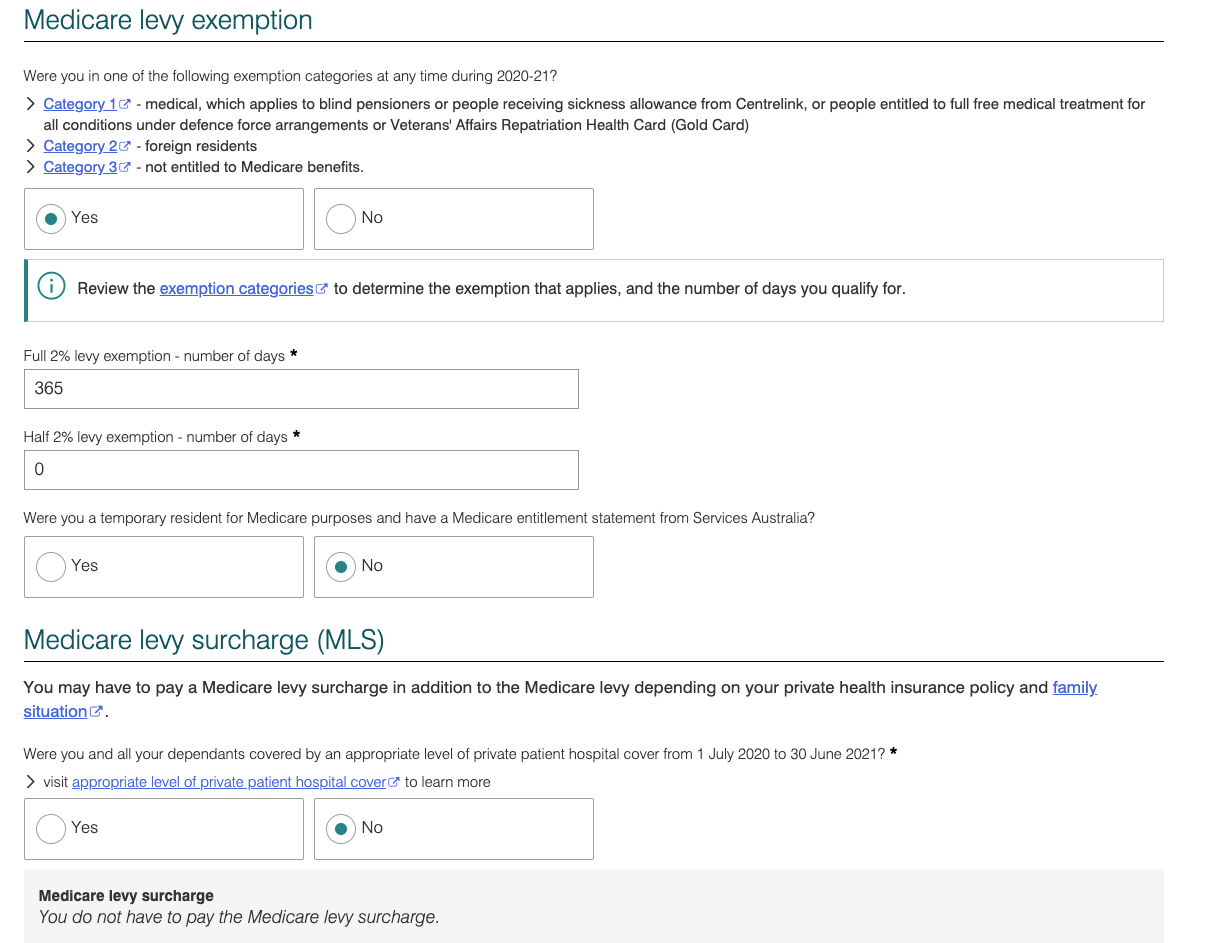 Medicare levy exemption
Were you in one of the following exemption categories at any time during 2020-21?
Category 1 - medical, which applies to blind pensioners or people receiving sickness allowance from Centrelink, or people entitled to full free medical treatment for
all conditions under defence force arrangements or Veterans' Affairs Repatriation Health Card (Gold Card)
Category 2 - foreign residents
Category 3 - not entitled to Medicare benefits.
Yes No
Review the exemption categories to determine the exemption that applies, and the number of days you qualify for.
Full 2% levy exemption - number of days *
365
Half 2% levy exemption - number of days *
0
Were you a temporary resident for Medicare purposes and have a Medicare entitlement statement from Services Australia?
Yes No
Medicare levy surcharge (MLS)
You may have to pay a Medicare levy surcharge in addition to the Medicare levy depending on your private health insurance policy and family
situation.
Were you and all your dependants covered by an appropriate level of private patient hospital cover from 1 July 2020 to 30 June 2021? *
visit appropriate level of private patient hospital cover to learn more
Yes No
Medicare levy surcharge
You do not have to pay the Medicare levy surcharge.